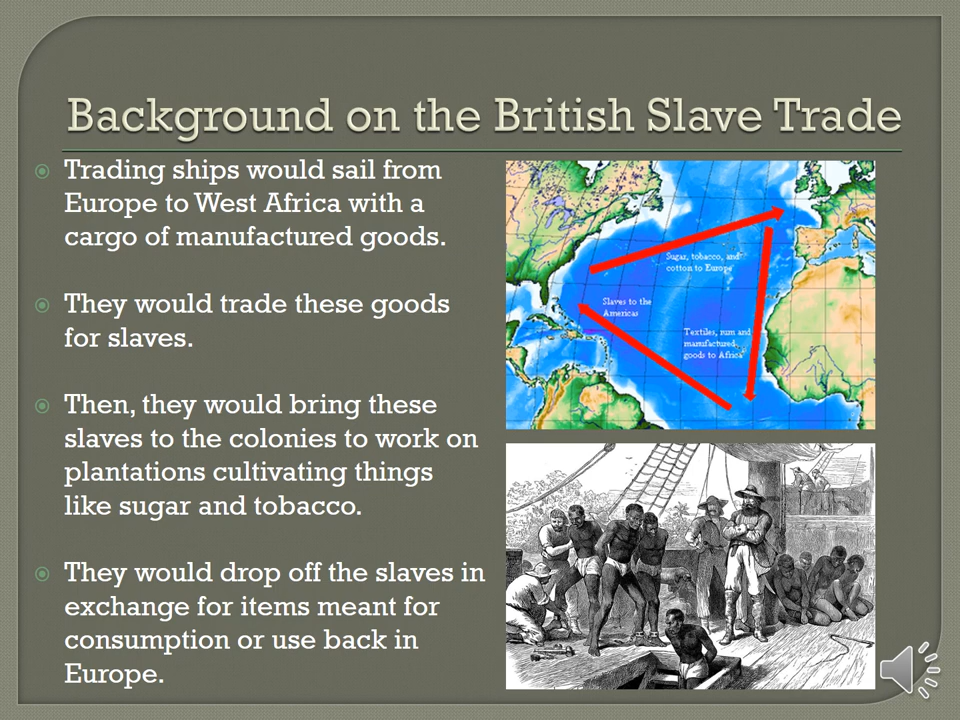 Background on the British Slave Trade
Trading ships would sail from
Europe to West Africa with a
cargo of manufactured goods.
They would trade these goods
for slaves.
Then, they would bring these
slaves to the colonies to work on
plantations cultivating things
like sugar and tobacco.
They would drop off the slaves in
exchange for items meant for
consumption or use back in
Europe.
Sugar, tobacco, and
cotton to Europe
Slaves to the
Americas
Textiles, rum and
manufactured
goods to Africa